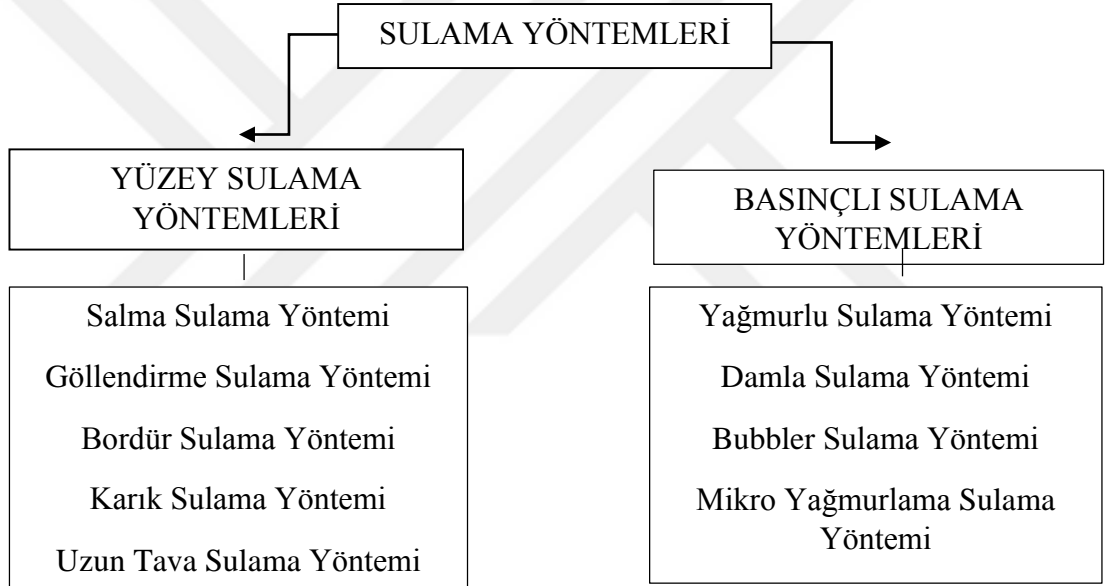 SULAMA YÖNTEMLERİ
YÜZEY SULAMA
YÖNTEMLERİ
Salma Sulama Yöntemi
Göllendirme Sulama Yöntemi
Bordür Sulama Yöntemi
Karık Sulama Yöntemi
Uzun Tava Sulama Yöntemi
BASINÇLI SULAMA
YÖNTEMLERİ
Yağmurlu Sulama Yöntemi
Damla Sulama Yöntemi
Bubbler Sulama Yöntemi
Mikro Yağmurlama Sulama
Yöntemi